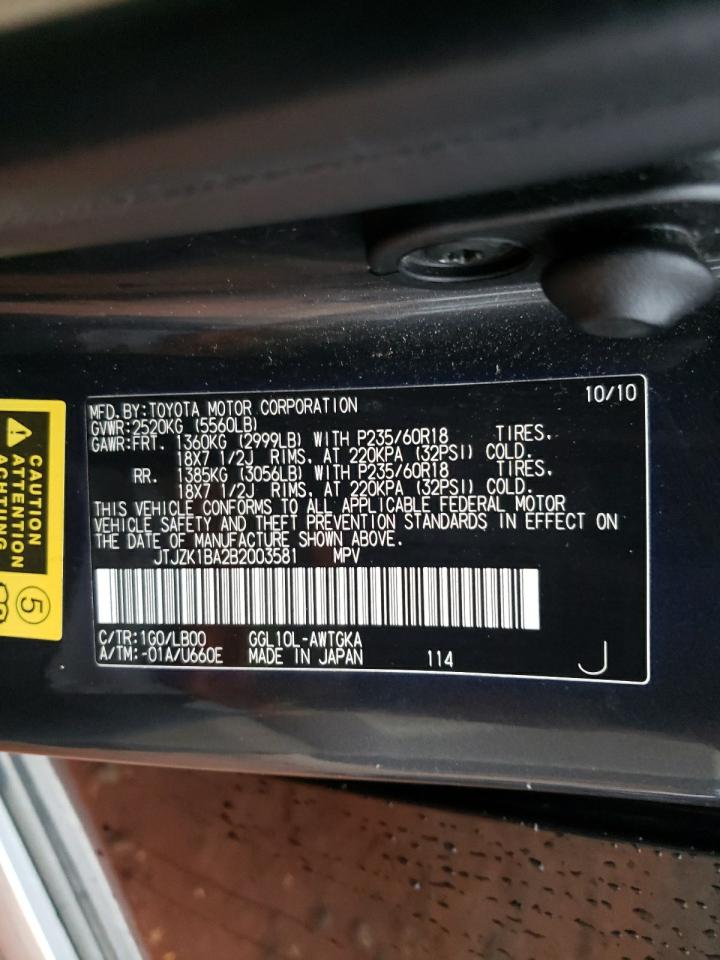 10/10
MFD.BY:TOYOTA MOTOR CORPORATION
GVWR:2520KG (5560LB)
GAWR:FRT. 1360KG (2999LB) WITH P235/60R18 TIRES,
18X7 1/2J RIMS, AT 220KPA (32PSI) COLD.
RR. 1385KG (3056LB) WITH P235/60R18 TIRES,
18X7 1/2J RIMS, AT 220KPA (32PSI) COLD.
THIS VEHICLE CONFORMS TO ALL APPLICABLE FEDERAL MOTOR
VEHICLE SAFETY AND THEFT PREVENTION STANDARDS IN EFFECT ON
THE DATE OF MANUFACTURE SHOWN ABOVE.
JTJZK1BA2B2003581 MPV
C/TR:1G0/LB00 GGL10L-AWTGKA
A/TM:-01A/U660E MADE IN JAPAN 114 J
CAUTION
ATTENTION
ACHTUNG
5